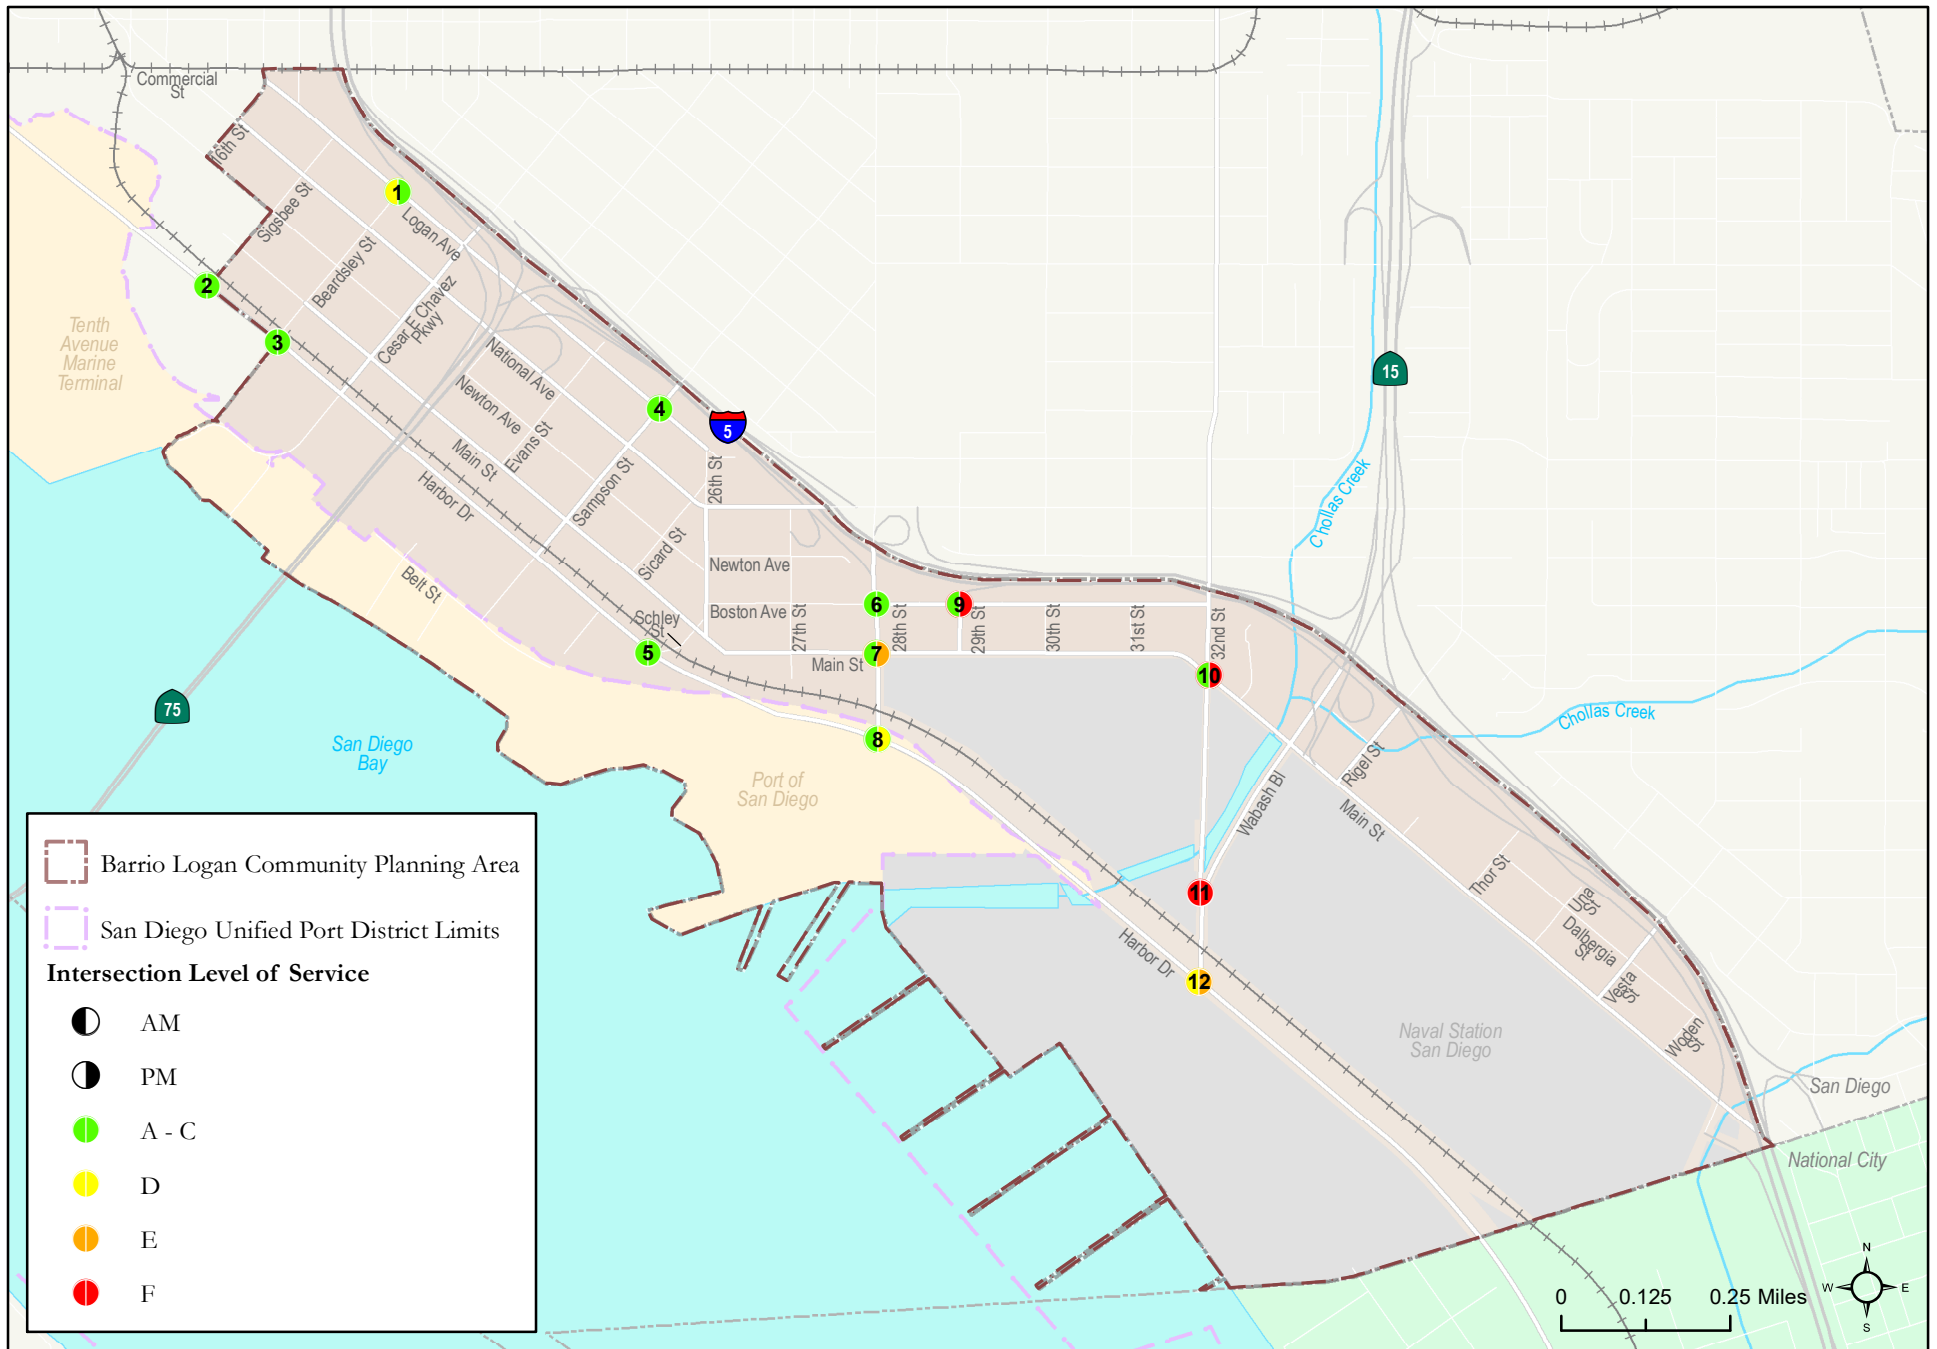 Commercial
St
16th St
Sigsbee St
Beardsley St
Logan Ave
Cesar E. Chavez
Pkwy
1
2
3
Tenth
Avenue
Marine
Terminal
National Ave
Newton Ave
Evans St
Main St
Harbor Dr
Sampson St
4
5
26th St
Sicard St
Belt St
Schley
St
5
Newton Ave
Boston Ave
27th St
Main St
6
7
8
28th St
9
29th St
30th St
31st St
32nd St
10
15
Chollas Creek
Chollas Creek
75
San Diego
Bay
Port of
San Diego
Wabash Bl
Rigel St
Main St
Thor St
Una
St
Dalbergia
St
Vesta
St
Woden
St
11
12
Harbor Dr
Naval Station
San Diego
San Diego
National City
Barrio Logan Community Planning Area
San Diego Unified Port District Limits
Intersection Level of Service
AM
PM
A - C
D
E
F
0 0.125 0.25 Miles
N
W E
S